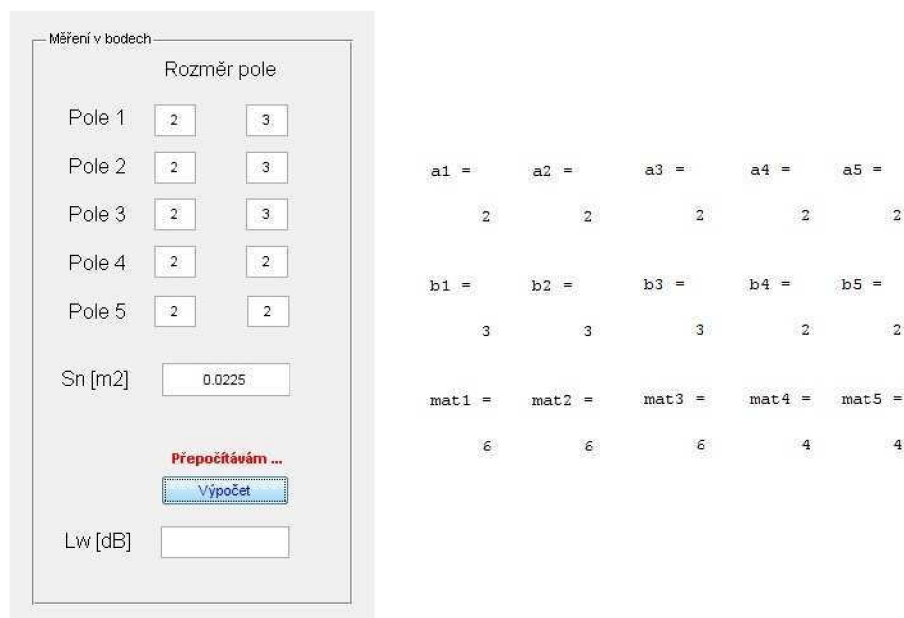 Měření v bodech
Rozměr pole
Pole 1 2 3
Pole 2 2 3
Pole 3 2 3
Pole 4 2 2
Pole 5 2 2
Sn [m2] 0.0225
Přepočítávám ...
Výpočet
Lw [dB]
a1 = a2 = a3 = a4 = a5 =
2 2 2 2 2
b1 = b2 = b3 = b4 = b5 =
3 3 3 2 2
mat1 = mat2 = mat3 = mat4 = mat5 =
6 6 6 4 4